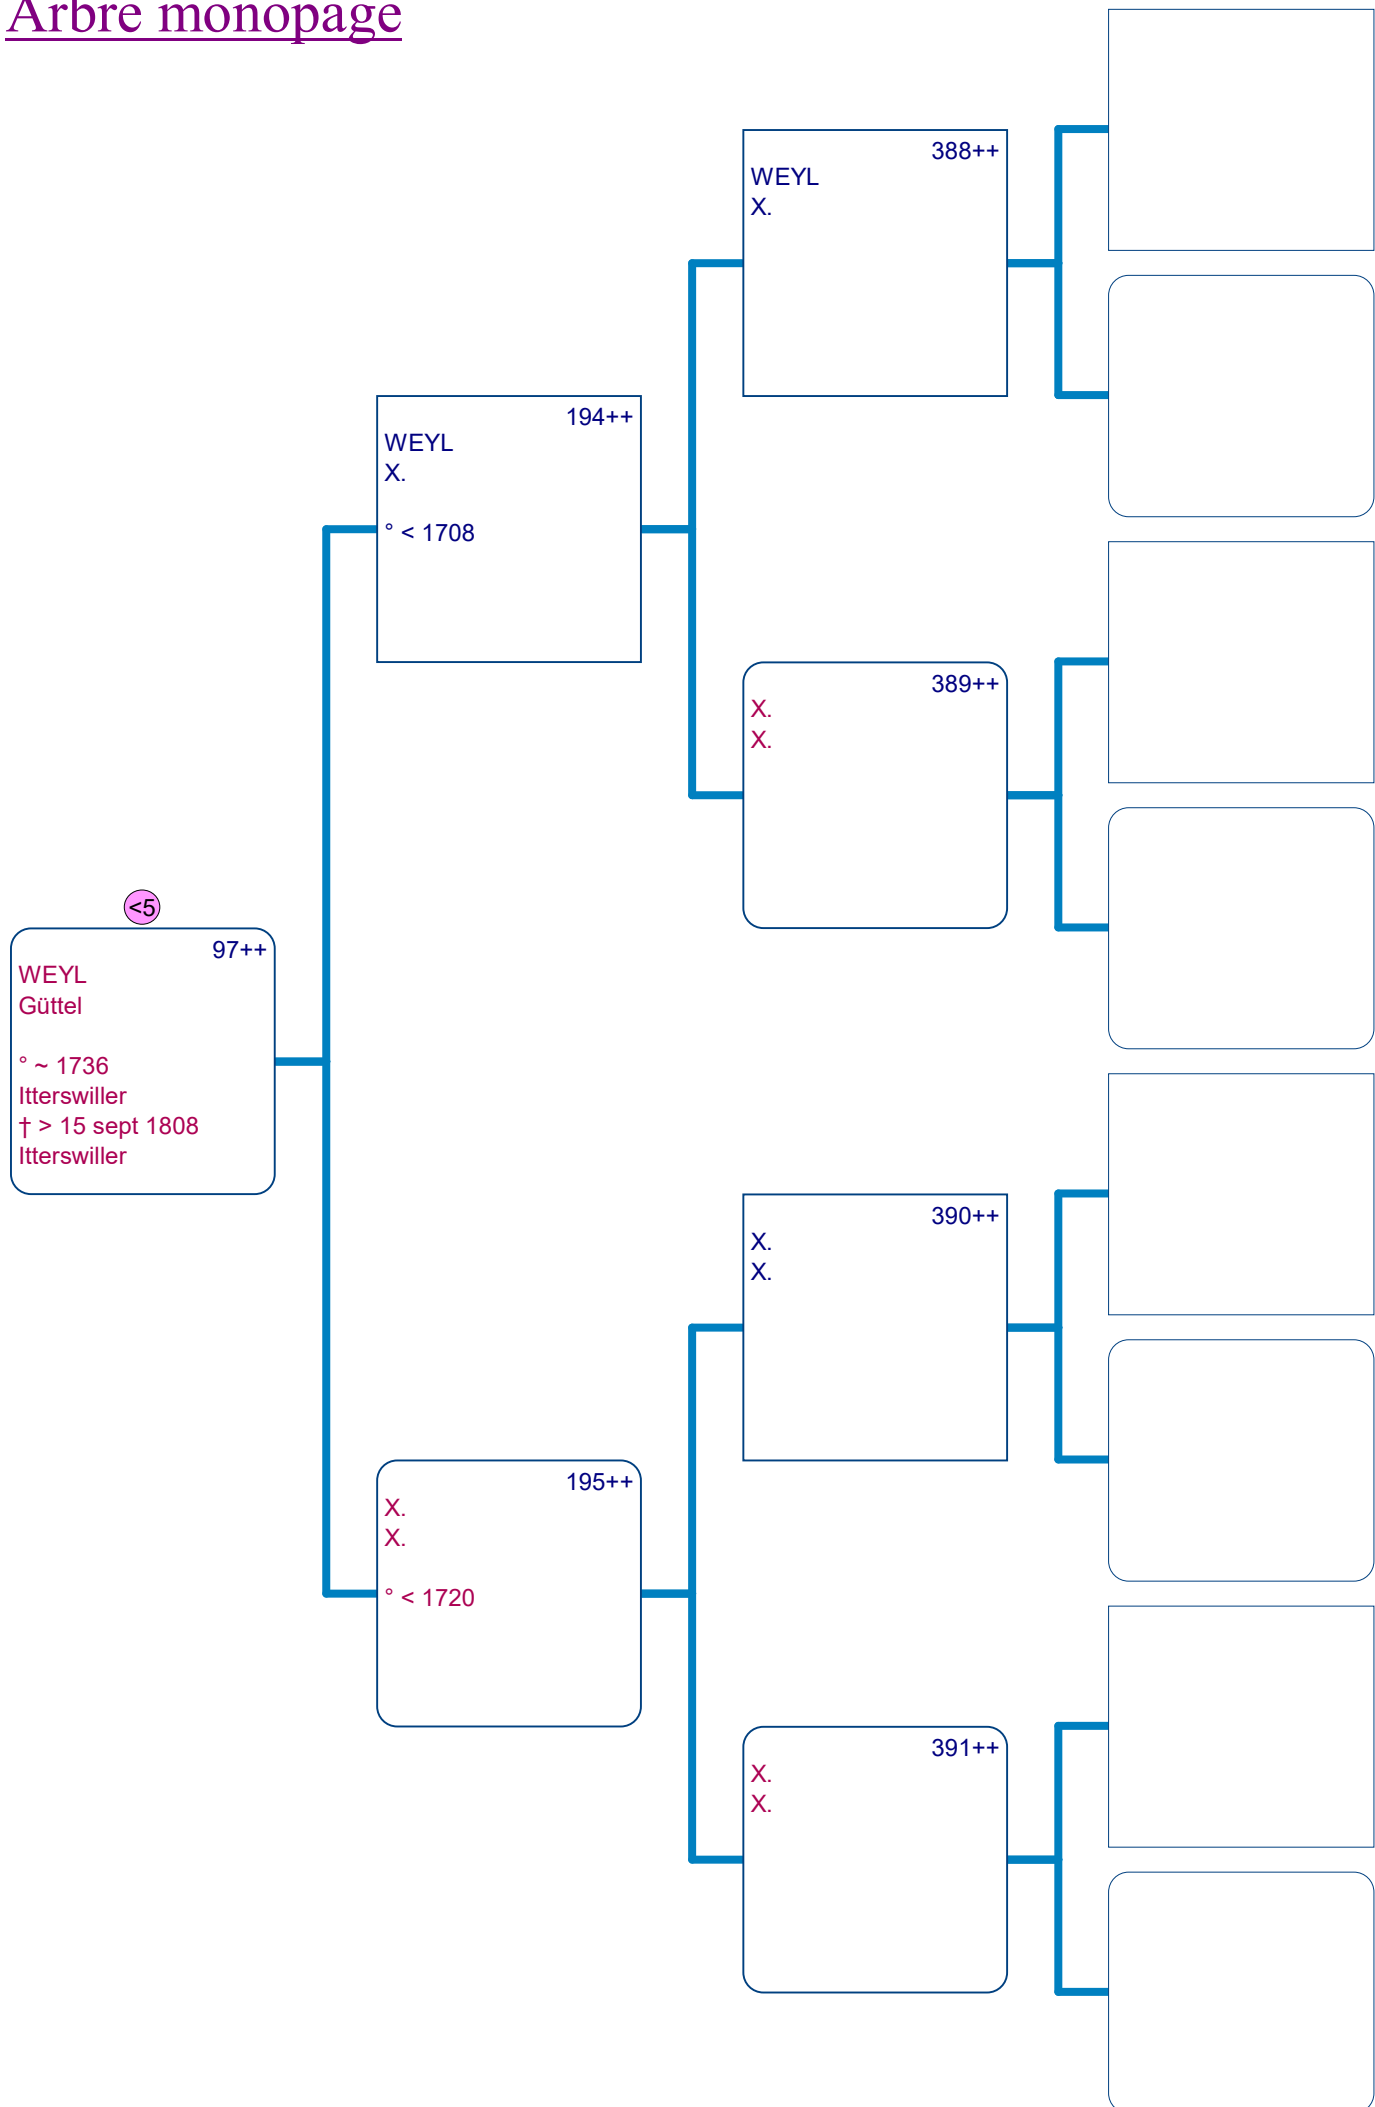 Arbre monopage
388++
WEYL
X.
194++
WEYL
X.
° < 1708
389++
X.
X.
<5
97++
WEYL
Güttel
° ~ 1736
Itterswiller
† > 15 sept 1808
Itterswiller
390++
X.
X.
195++
X.
X.
° < 1720
391++
X.
X.